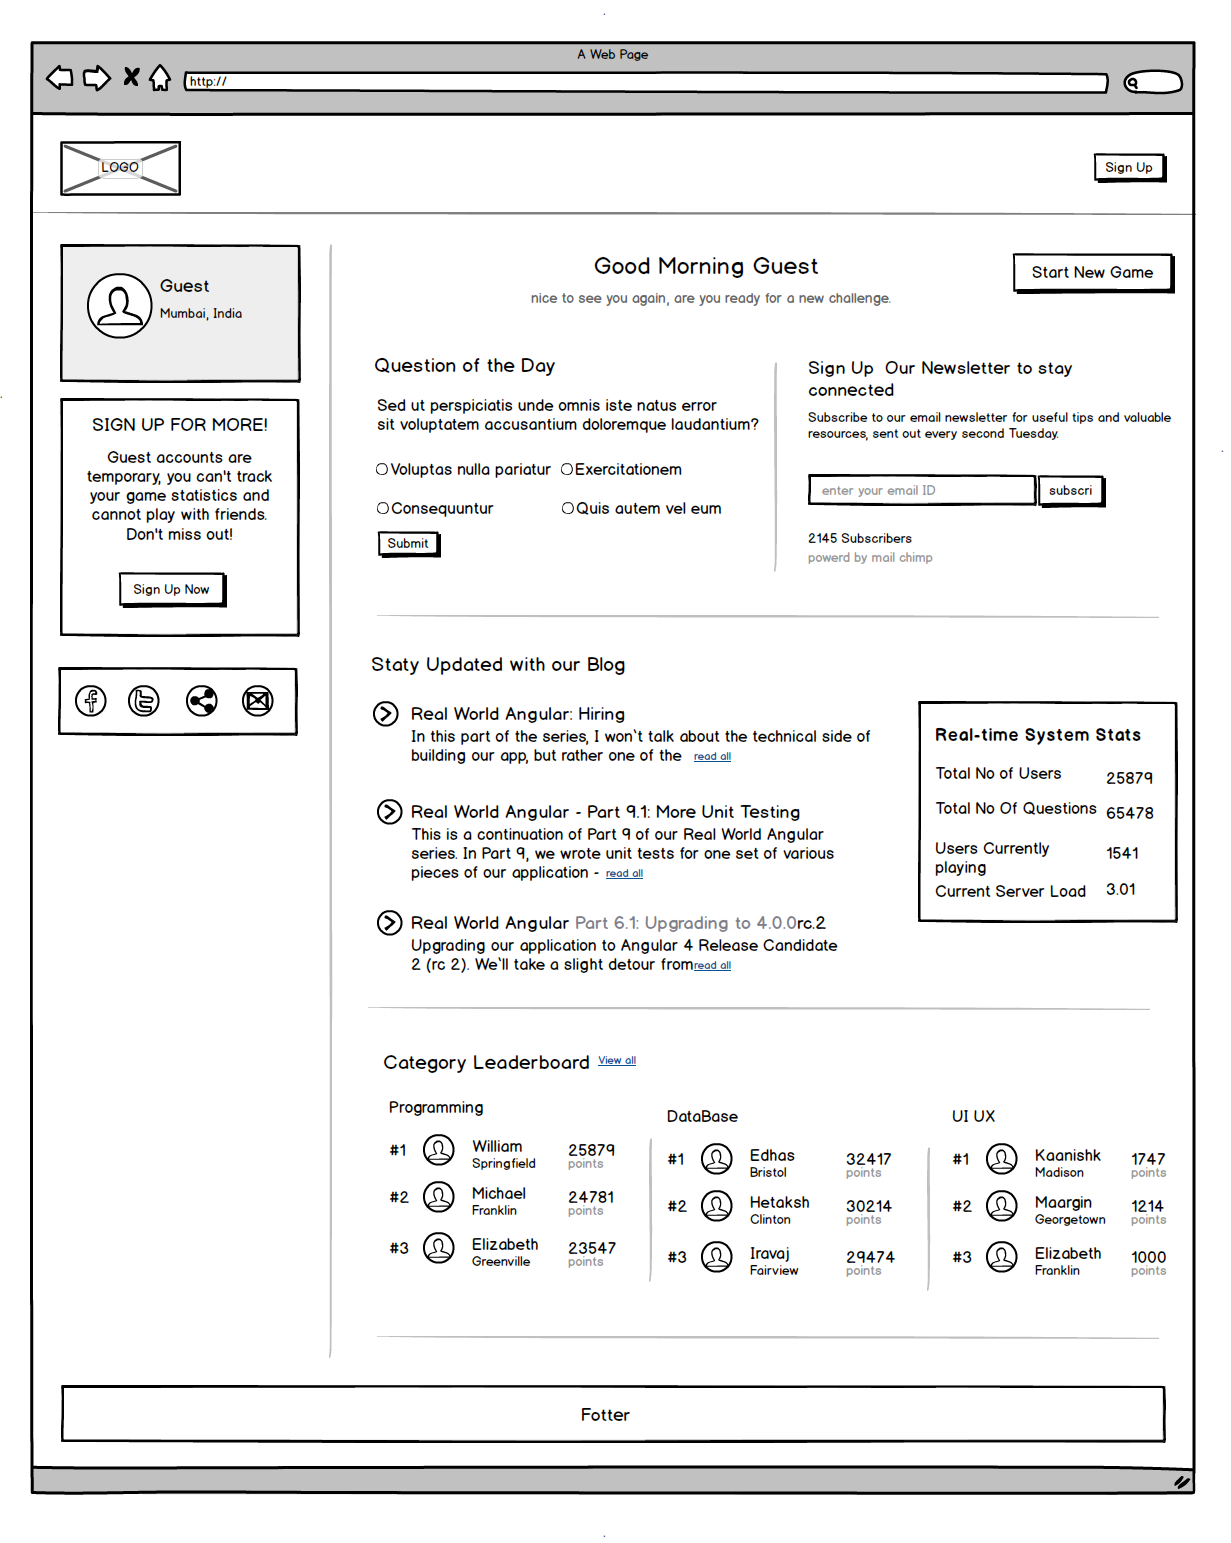 A Web Page
http://
LOGO
Sign Up
Guest
Mumbai, India
SIGN UP FOR MORE!
Guest accounts are
temporary, you can't track
your game statistics and
cannot play with friends.
Don't miss out!
Sign Up Now
Good Morning Guest
nice to see you again, are you ready for a new challenge.
Start New Game
Question of the Day
Sed ut perspiciatis unde omnis iste natus error
sit voluptatem accusantium doloremque laudantium?
Voluptas nulla pariatur
Exercitationem
Consequuntur
Quis autem vel eum
Submit
Sign Up  Our Newsletter to stay
connected
Subscribe to our email newsletter for useful tips and valuable
resources, sent out every second Tuesday.
enter your email ID
subscri
2145 Subscribers
powerd by mail chimp
Staty Updated with our Blog
Real World Angular: Hiring
In this part of the series, I won't talk about the technical side of
building our app, but rather one of the read all
Real World Angular - Part 9.1: More Unit Testing
This is a continuation of Part 9 of our Real World Angular
series. In Part 9, we wrote unit tests for one set of various
pieces of our application - read all
Real World Angular Part 6.1: Upgrading to 4.0.0rc.2
Upgrading our application to Angular 4 Release Candidate
2 (rc 2). We'll take a slight detour from read all
Real-time System Stats
Total No of Users 25879
Total No Of Questions 65478
Users Currently
playing 1541
Current Server Load 3.01
Category Leaderboard View all
Programming
#1 William 25879
Springfield points
#2 Michael 24781
Franklin points
#3 Elizabeth 23547
Greenville points
DataBase
#1 Edhas 32417
Bristol points
#2 Hetaksh 30214
Clinton points
#3 Iravaj 29474
Fairview points
UI UX
#1 Kaanishk 1747
Madison points
#2 Maargin 1214
Georgetown points
#3 Elizabeth 1000
Franklin points
Fotter